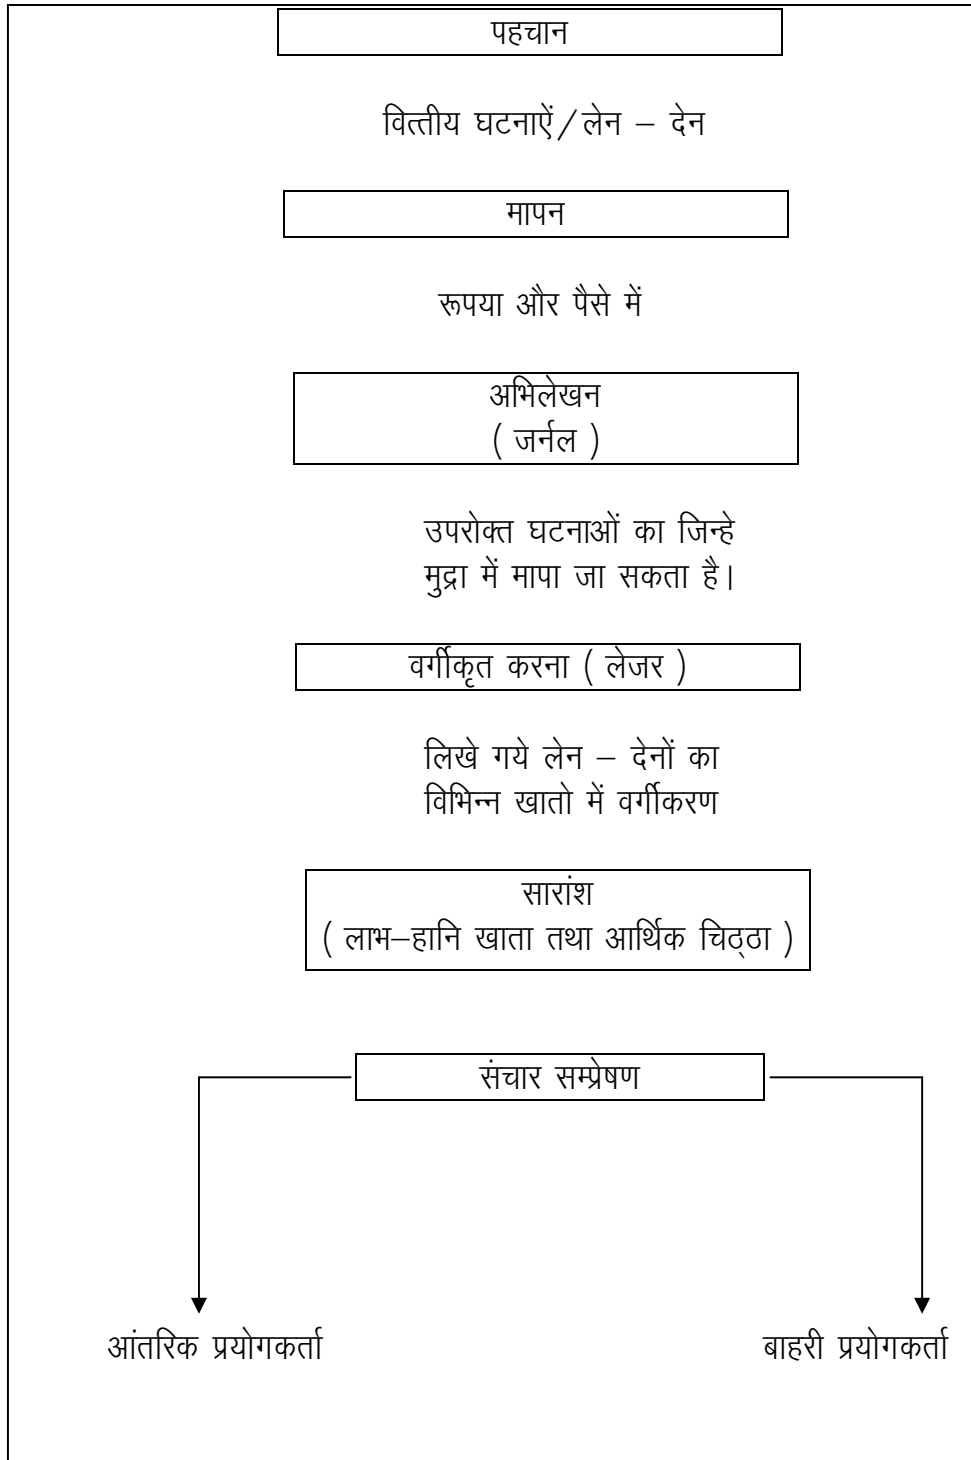 पहचान
वित्तीय घटनाऐं/लेन – देन
मापन
रूपया और पैसे में
अभिलेखन
( जर्नल )
उपरोक्त घटनाओं का जिन्हे
मुद्रा में मापा जा सकता है।
वर्गीकृत करना ( लेजर )
लिखे गये लेन – देनों का
विभिन्न खातो में वर्गीकरण
सारांश
( लाभ–हानि खाता तथा आर्थिक चिठ्ठा )
संचार सम्प्रेषण
आंतरिक प्रयोगकर्ता बाहरी प्रयोगकर्ता